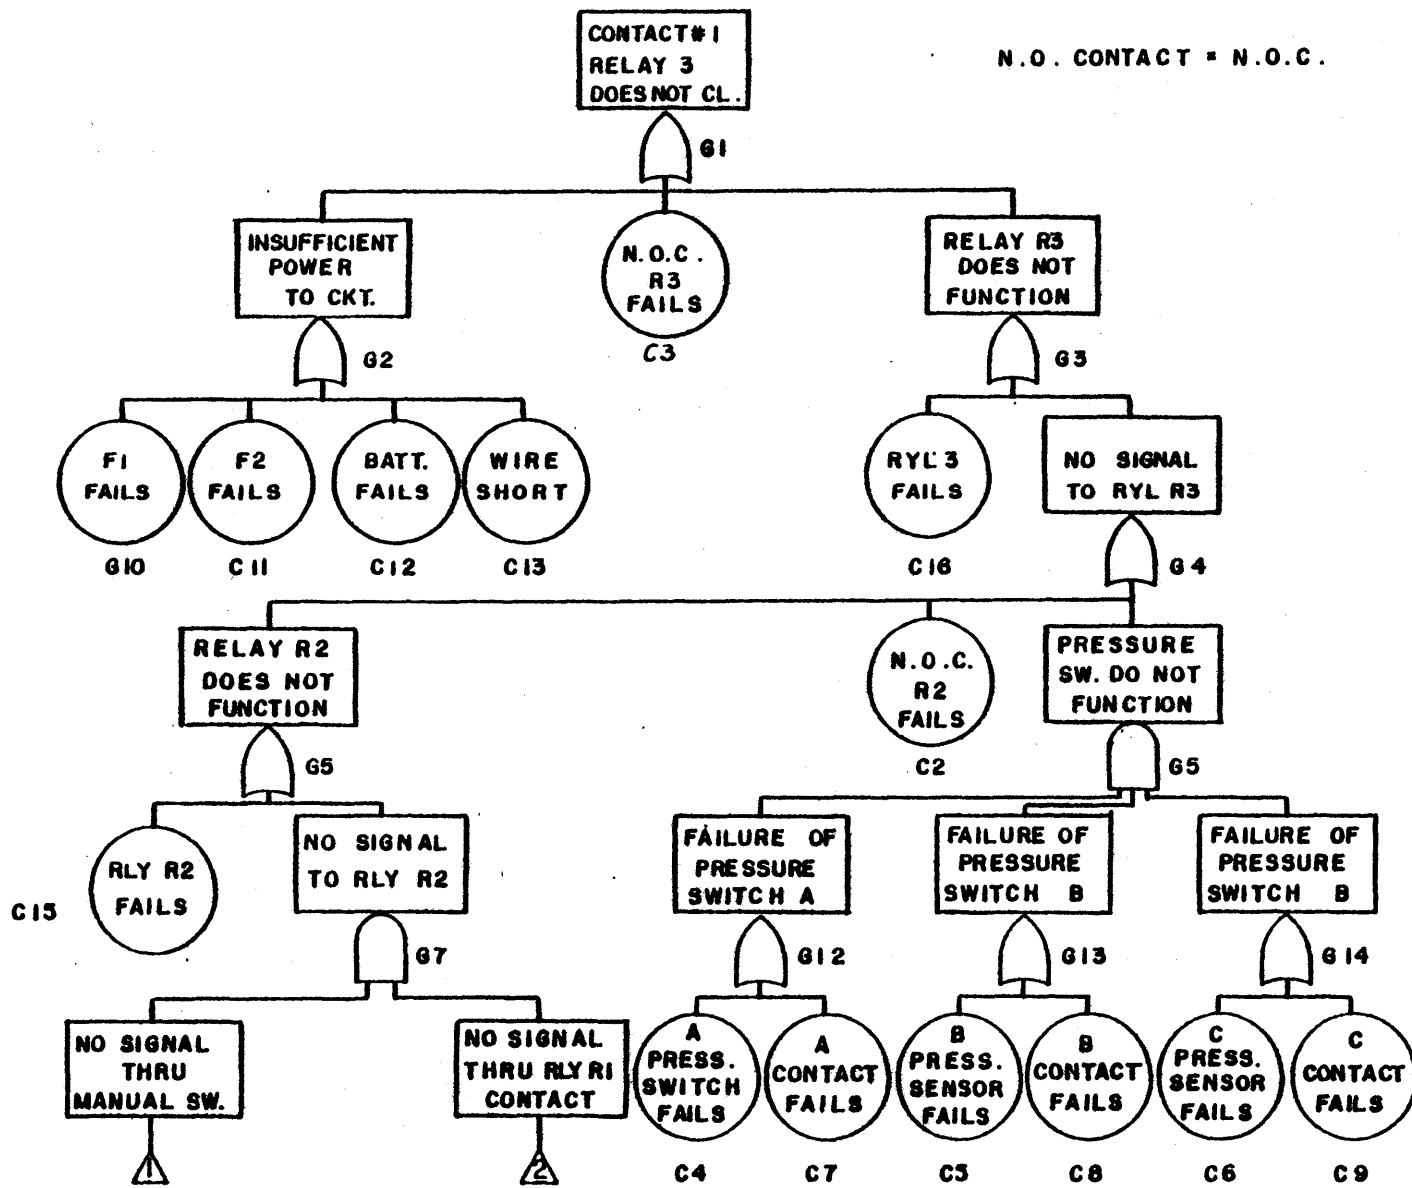 CONTACT# 1
RELAY 3
DOES NOT CL.
N.O. CONTACT = N.O.C.
G1
INSUFFICIENT
POWER
TO CKT.
N.O.C.
R3
FAILS
C3
RELAY R3
DOES NOT
FUNCTION
G2
G3
F1
FAILS
G10
F2
FAILS
C11
BATT.
FAILS
C12
WIRE
SHORT
C13
RYL 3
FAILS
C16
NO SIGNAL
TO RYL R3
G4
RELAY R2
DOES NOT
FUNCTION
N.O.C.
R2
FAILS
C2
PRESSURE
SW. DO NOT
FUNCTION
G5
G5
RLY R2
FAILS
C15
NO SIGNAL
TO RLY R2
G7
FAILURE OF
PRESSURE
SWITCH A
FAILURE OF
PRESSURE
SWITCH B
FAILURE OF
PRESSURE
SWITCH B
G12
G13
G14
NO SIGNAL
THRU
MANUAL SW.
1
NO SIGNAL
THRU RLY R1
CONTACT
2
A
PRESS.
SWITCH
FAILS
C4
A
CONTACT
FAILS
C7
B
PRESS.
SENSOR
FAILS
C5
B
CONTACT
FAILS
C8
C
PRESS.
SENSOR
FAILS
C6
C
CONTACT
FAILS
C9